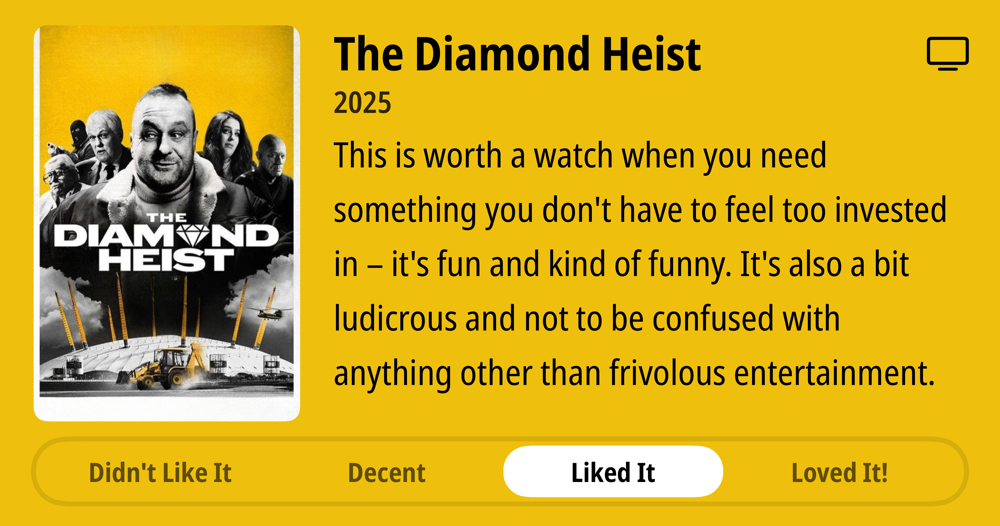 THE
DIAMOND
HEIST
The Diamond Heist
2025
This is worth a watch when you need
something you don't have to feel too invested
in – it's fun and kind of funny. It's also a bit
ludicrous and not to be confused with
anything other than frivolous entertainment.
Didn't Like It
Decent
Liked It
Loved It!